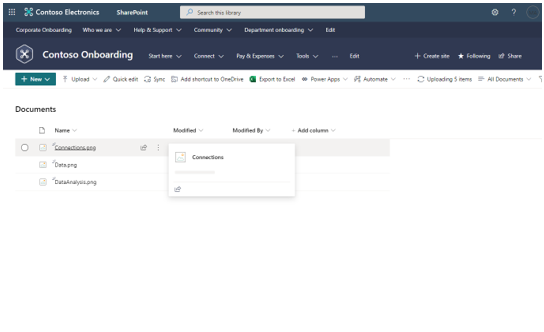 Contoso Electronics SharePoint Search this library ?
Corporate Onboarding Who we are Help & Support Community Department onboarding Edit
Contoso Onboarding Start here Connect Pay & Expenses Tools ... Edit + Create site Following Share
+ New Upload Quick edit Sync Add shortcut to OneDrive Export to Excel Power Apps Automate ... Uploading 5 items All Documents
Documents
Name Modified Modified By + Add column
Connections.png
Connections
Data.png
DataAnalysis.png